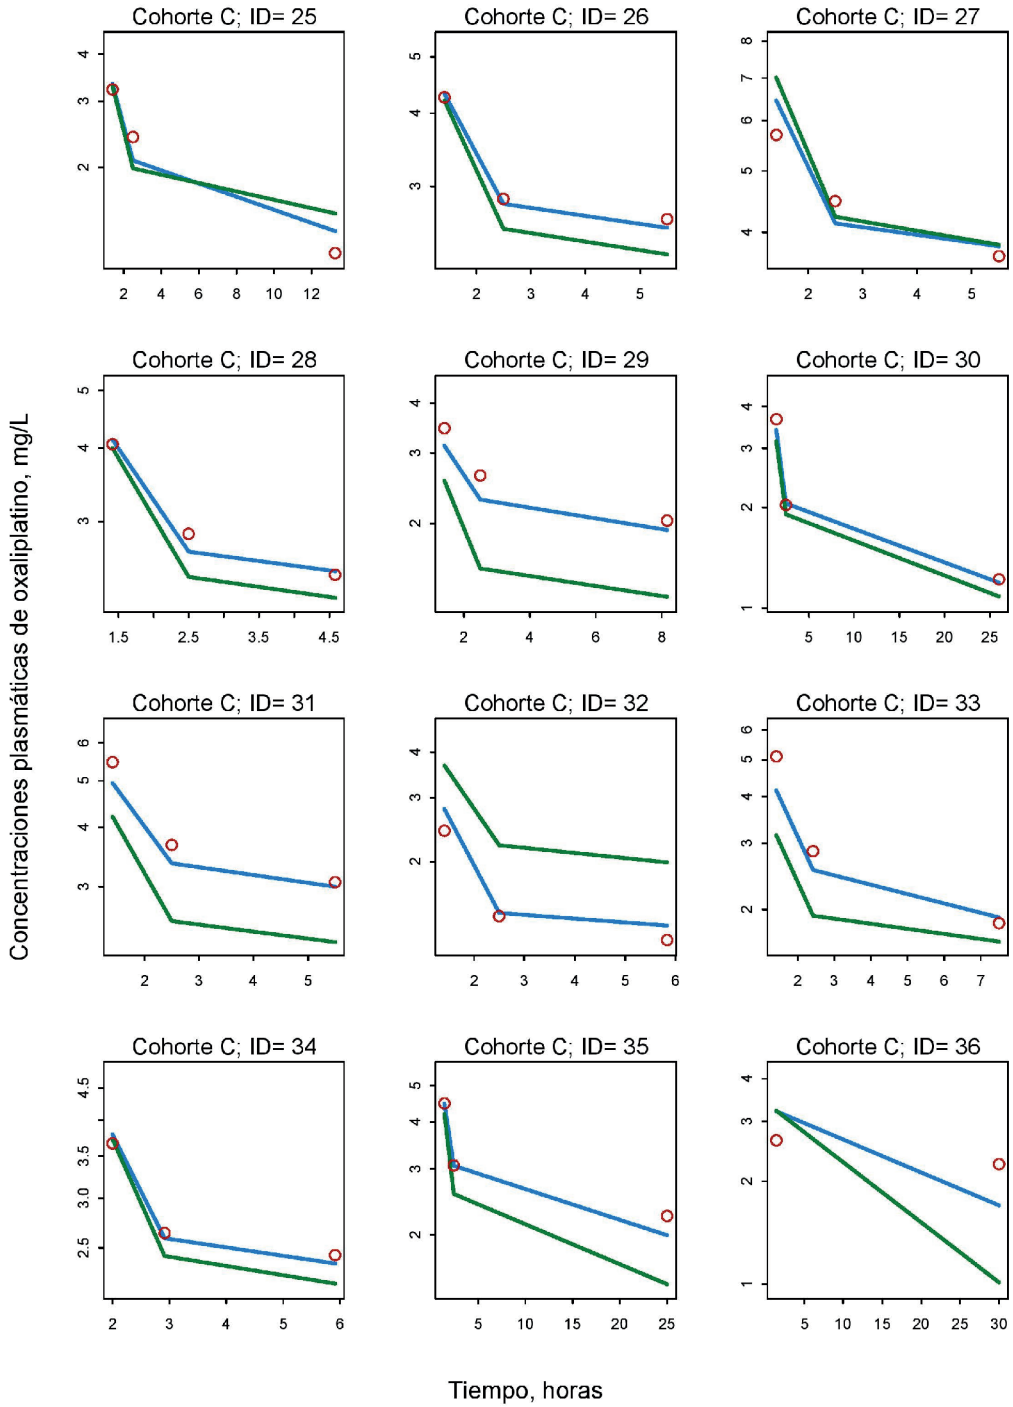 Cohorte C; ID= 25
Cohorte C; ID= 26
Cohorte C; ID= 27
4
3
2
2 4 6 8 10 12
5
4
3
2 3 4 5
8
7
6
5
4
2 3 4 5
Cohorte C; ID= 28
Cohorte C; ID= 29
Cohorte C; ID= 30
5
4
3
1.5 2.5 3.5 4.5
4
3
2
2 4 6 8
4
3
2
1
5 10 15 20 25
Cohorte C; ID= 31
Cohorte C; ID= 32
Cohorte C; ID= 33
6
5
4
3
2 3 4 5
4
3
2
2 3 4 5 6
6
5
4
3
2
2 3 4 5 6 7
Cohorte C; ID= 34
Cohorte C; ID= 35
Cohorte C; ID= 36
4.5
3.5
3.0
2.5
2 3 4 5 6
5
4
3
2
5 10 15 20 25
4
3
2
1
5 10 15 20 25 30
Concentraciones plasmáticas de oxaliplatino, mg/L
Tiempo, horas